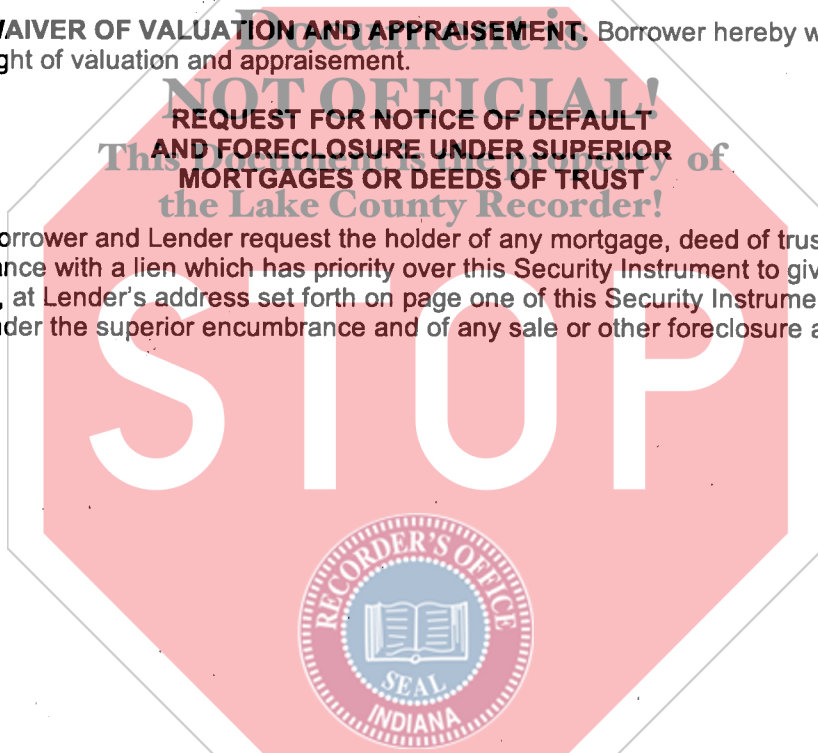 WAIVER OF VALUATION AND APPRAISEMENT. Borrower hereby w
ght of valuation and appraisement.
Document is
NOT OFFICIAL!
This Document is the property of
the Lake County Recorder!
REQUEST FOR NOTICE OF DEFAULT
AND FORECLOSURE UNDER SUPERIOR
MORTGAGES OR DEEDS OF TRUST
orrower and Lender request the holder of any mortgage, deed of trus
nce with a lien which has priority over this Security Instrument to giv
, at Lender's address set forth on page one of this Security Instrume
der the superior encumbrance and of any sale or other foreclosure a
STOP
RECORDER'S OFFICE
SEAL
INDIANA